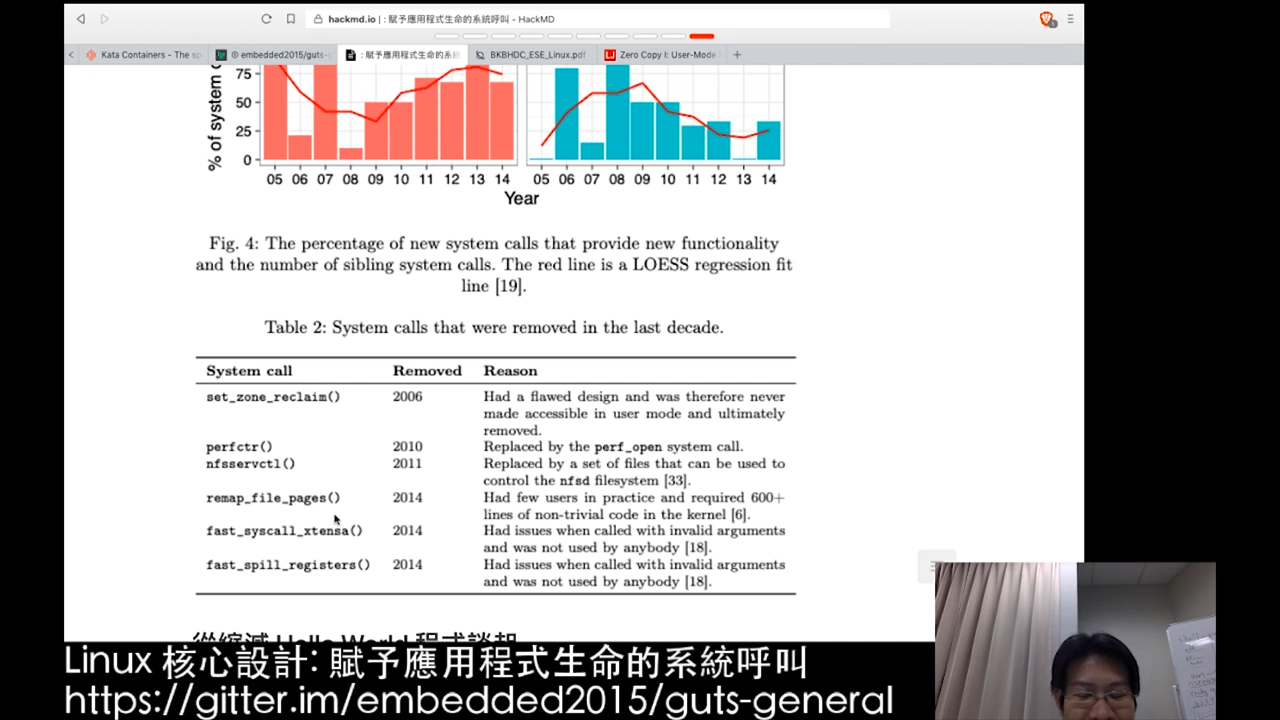 hackmd.io | : 賦予應用程式生命的系統呼叫 - HackMD
Kata Containers - The sp
@ embedded2015/guts-
: 賦予應用程式生命的系統
BKBHDC_ESE_Linux.pdf
Zero Copy I: User-Mode
% of system c
75
50
25
0
05 06 07 08 09 10 11 12 13 14
05 06 07 08 09 10 11 12 13 14
Year
Fig. 4: The percentage of new system calls that provide new functionality
and the number of sibling system calls. The red line is a LOESS regression fit
line [19].
Table 2: System calls that were removed in the last decade.
System call Removed Reason
set_zone_reclaim() 2006 Had a flawed design and was therefore never
made accessible in user mode and ultimately
removed.
perfctr() 2010 Replaced by the perf_open system call.
nfsservctl() 2011 Replaced by a set of files that can be used to
control the nfsd filesystem [33].
remap_file_pages() 2014 Had few users in practice and required 600+
lines of non-trivial code in the kernel [6].
fast_syscall_xtensa() 2014 Had issues when called with invalid arguments
and was not used by anybody [18].
fast_spill_registers() 2014 Had issues when called with invalid arguments
and was not used by anybody [18].
從縮減 Hello World 程式談起
Linux 核心設計: 賦予應用程式生命的系統呼叫
https://gitter.im/embedded2015/guts-general